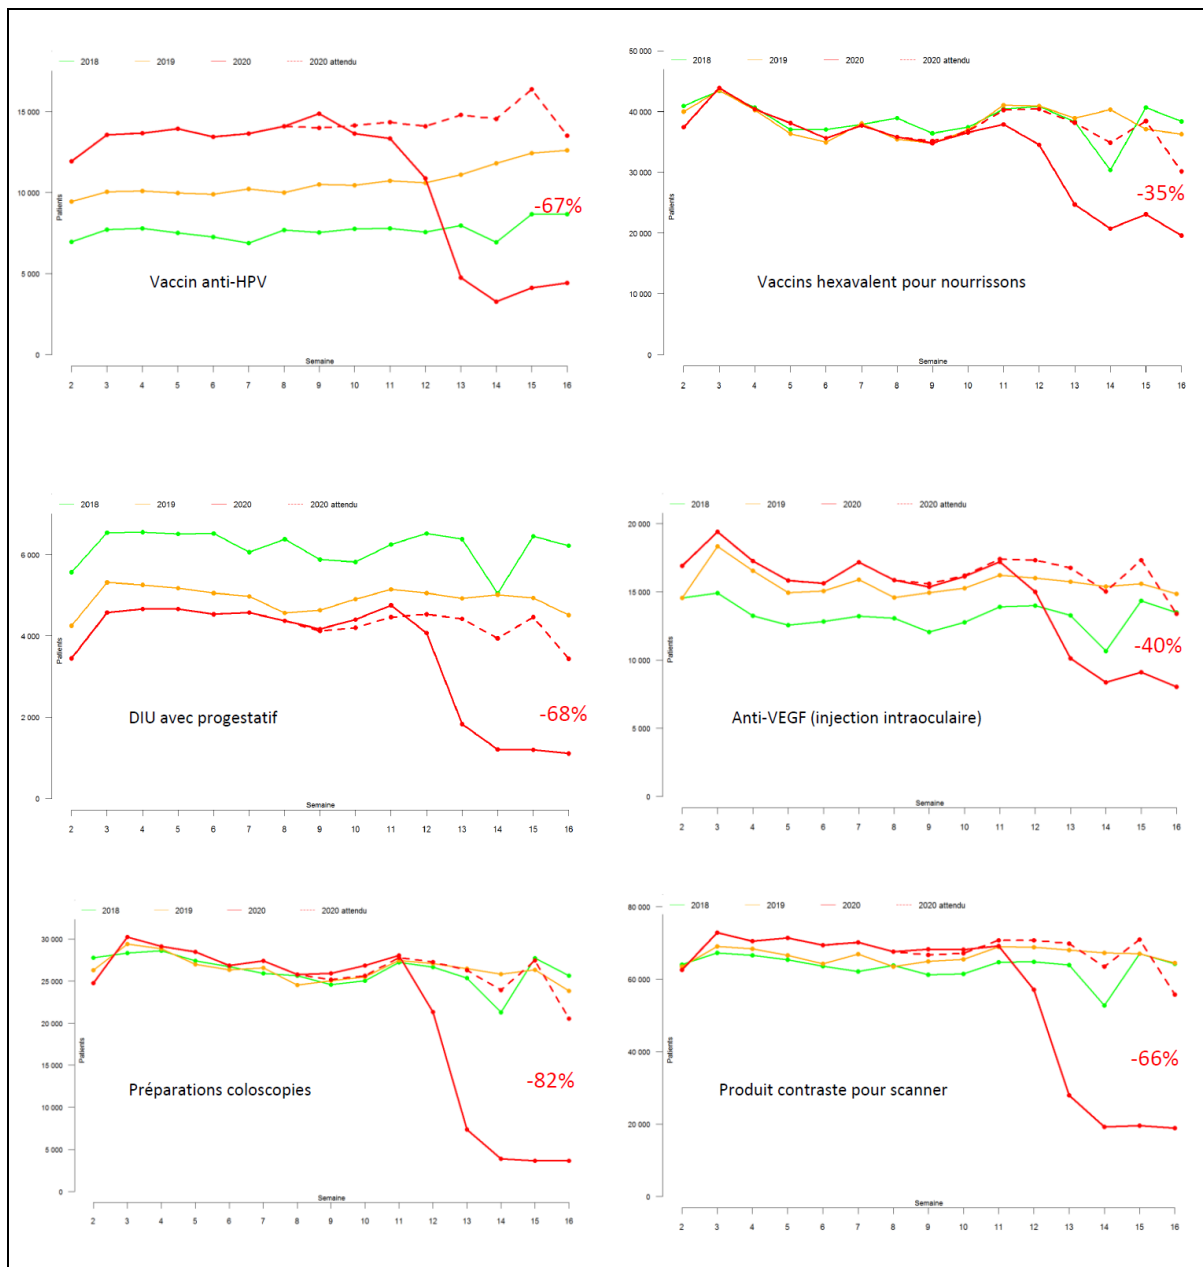 2018 2019 2020 2020 attendu
15 000
10 000
5 000
0
Patients
-67%
Vaccin anti-HPV
Semaine
2 3 4 5 6 7 8 9 10 11 12 13 14 15 16
50 000
2018 2019 2020 2020 attendu
40 000
30 000
20 000
10 000
0
Patients
-35%
Vaccins hexavalent pour nourrissons
Semaine
2 3 4 5 6 7 8 9 10 11 12 13 14 15 16
2018 2019 2020 2020 attendu
6 000
4 000
2 000
0
Patients
-68%
DIU avec progestatif
Semaine
2 3 4 5 6 7 8 9 10 11 12 13 14 15 16
2018 2019 2020 2020 attendu
20 000
15 000
10 000
5 000
0
Patients
-40%
Anti-VEGF (injection intraoculaire)
Semaine
2 3 4 5 6 7 8 9 10 11 12 13 14 15 16
2018 2019 2020 2020 attendu
30 000
25 000
20 000
15 000
10 000
5 000
0
Patients
-82%
Préparations coloscopies
Semaine
2 3 4 5 6 7 8 9 10 11 12 13 14 15 16
80 000
2018 2019 2020 2020 attendu
60 000
40 000
20 000
0
Patients
-66%
Produit contraste pour scanner
Semaine
2 3 4 5 6 7 8 9 10 11 12 13 14 15 16